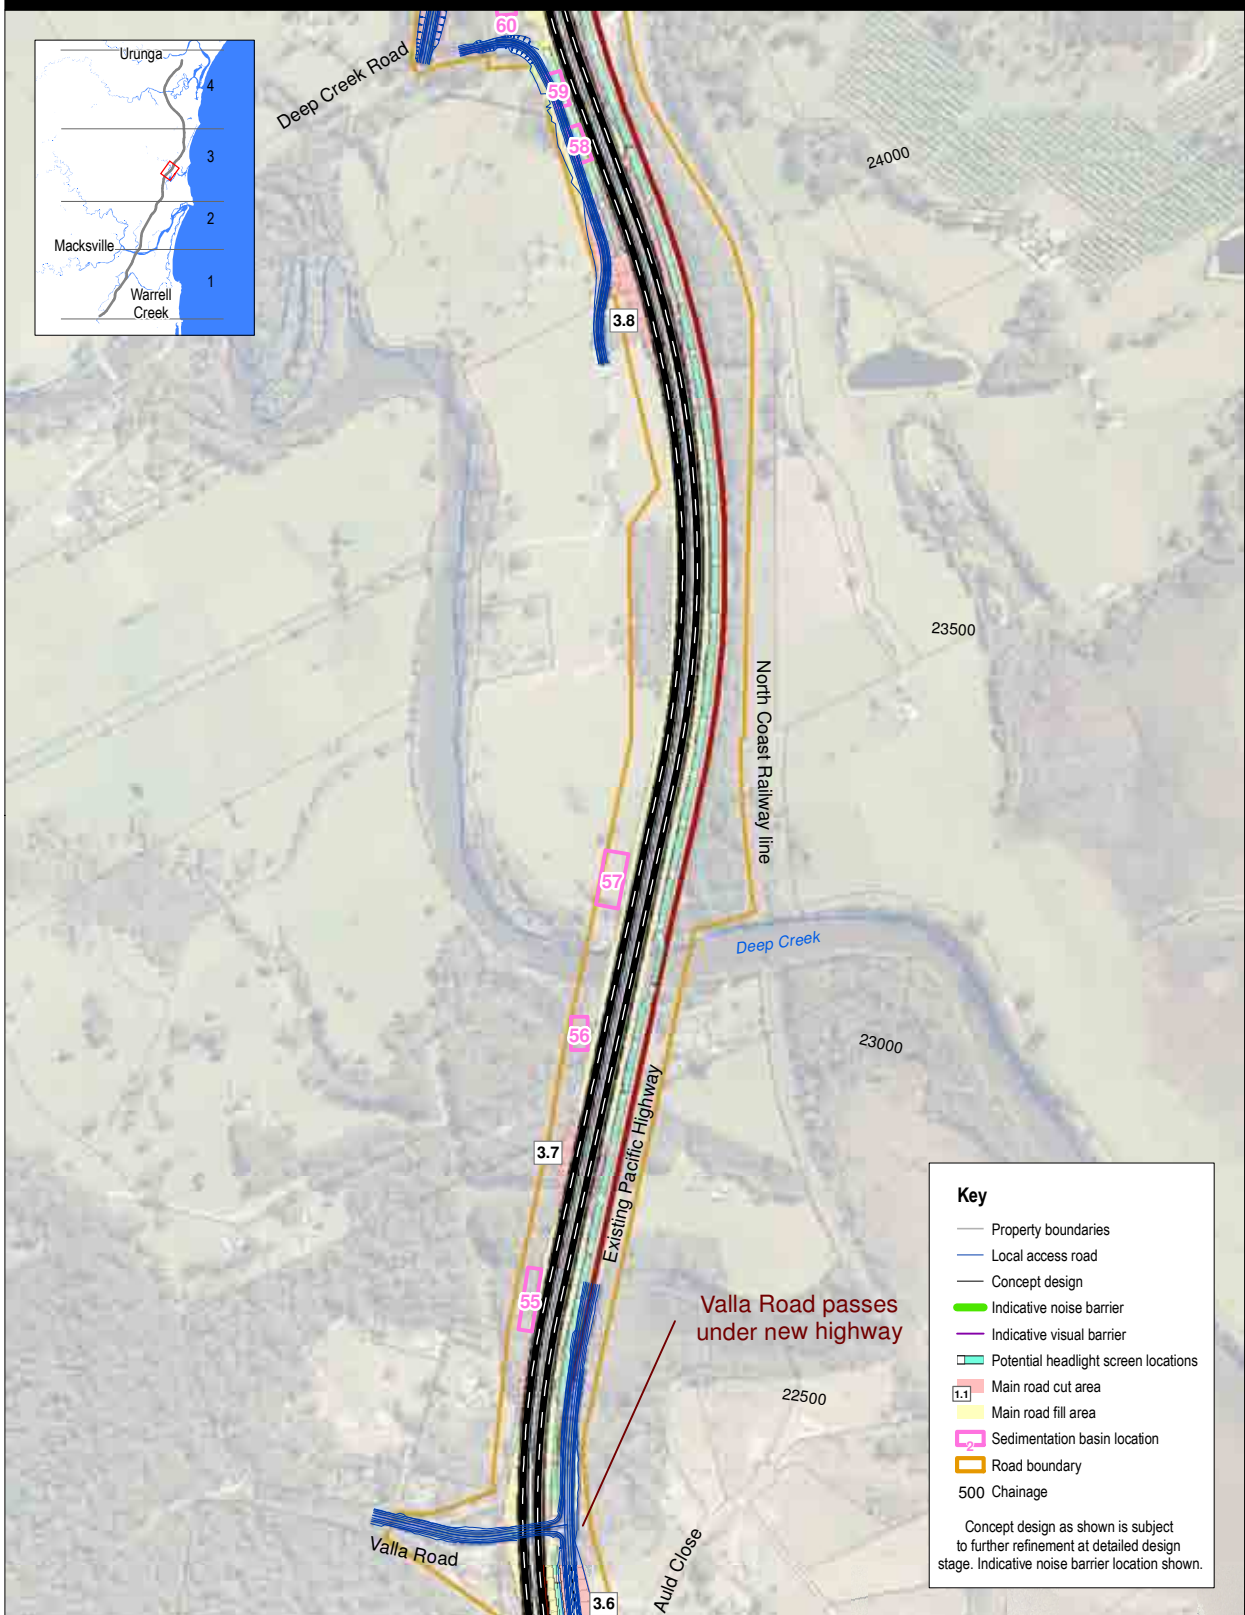 60
Urunga
Deep Creek Road
4
59
58
24000
3
2
Macksville
1
Warrell
Creek
3.8
23500
North Coast Railway line
57
Deep Creek
56
23000
3.7
Existing Pacific Highway
55
Valla Road passes
under new highway
22500
Valla Road
Auld Close
3.6
Key
Property boundaries
Local access road
Concept design
Indicative noise barrier
Indicative visual barrier
Potential headlight screen locations
1.1 Main road cut area
Main road fill area
2 Sedimentation basin location
Road boundary
500 Chainage
Concept design as shown is subject
to further refinement at detailed design
stage. Indicative noise barrier location shown.